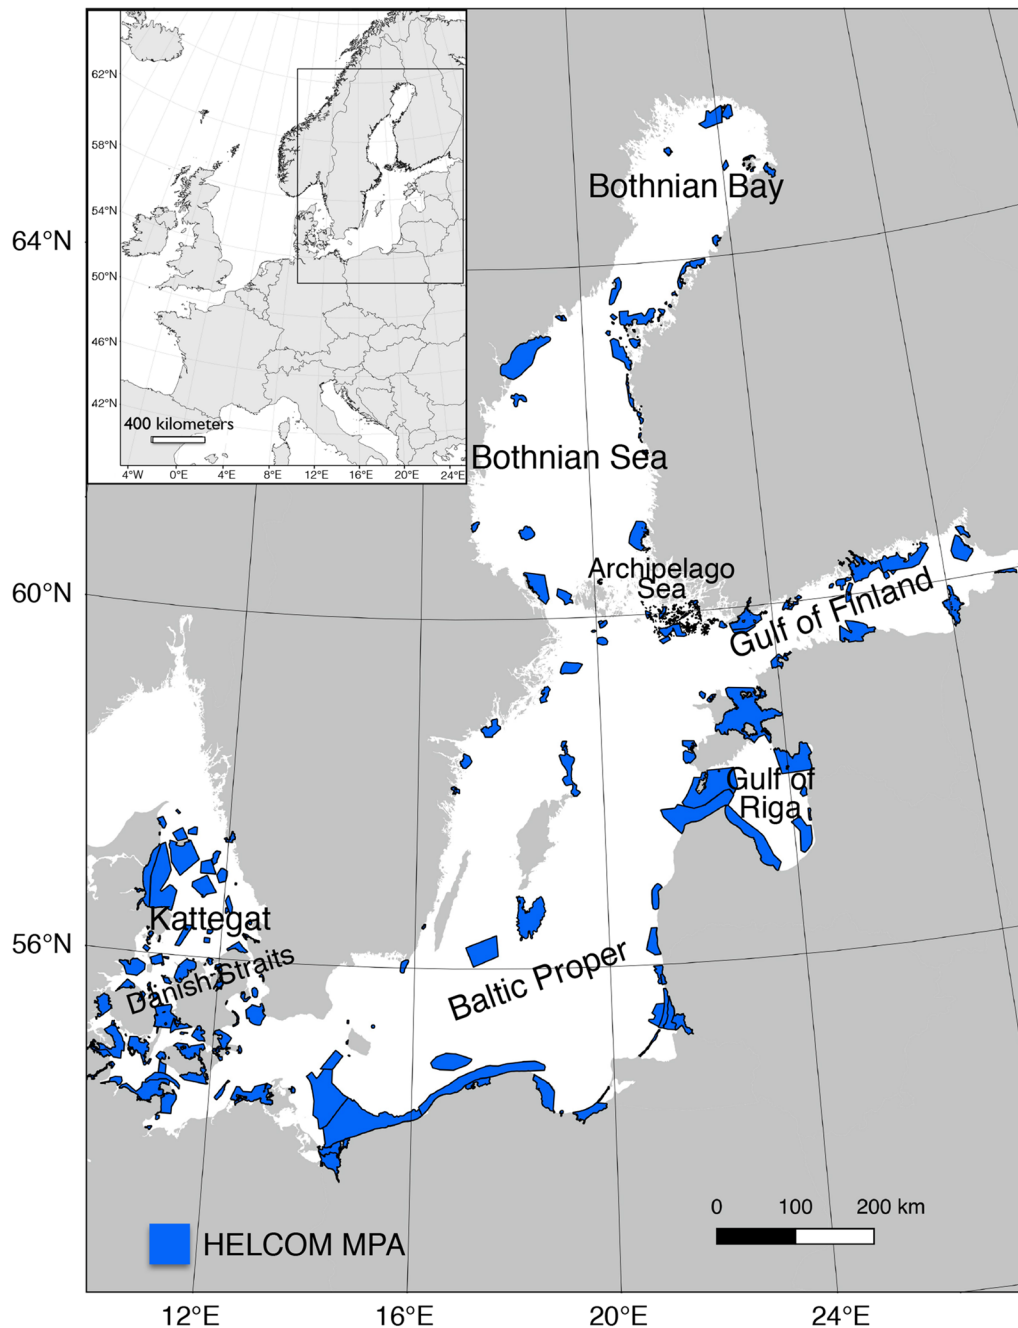 62°N
58°N
54°N
50°N
46°N
42°N
400 kilometers
4°W 0°E 4°E 8°E 12°E 16°E 20°E 24°E
64°N
60°N
56°N
Bothnian Bay
Bothnian Sea
Archipelago
Sea
Gulf of Finland
Gulf of
Riga
Kattegat
Danish Straits
Baltic Proper
HELCOM MPA
0 100 200 km
12°E 16°E 20°E 24°E